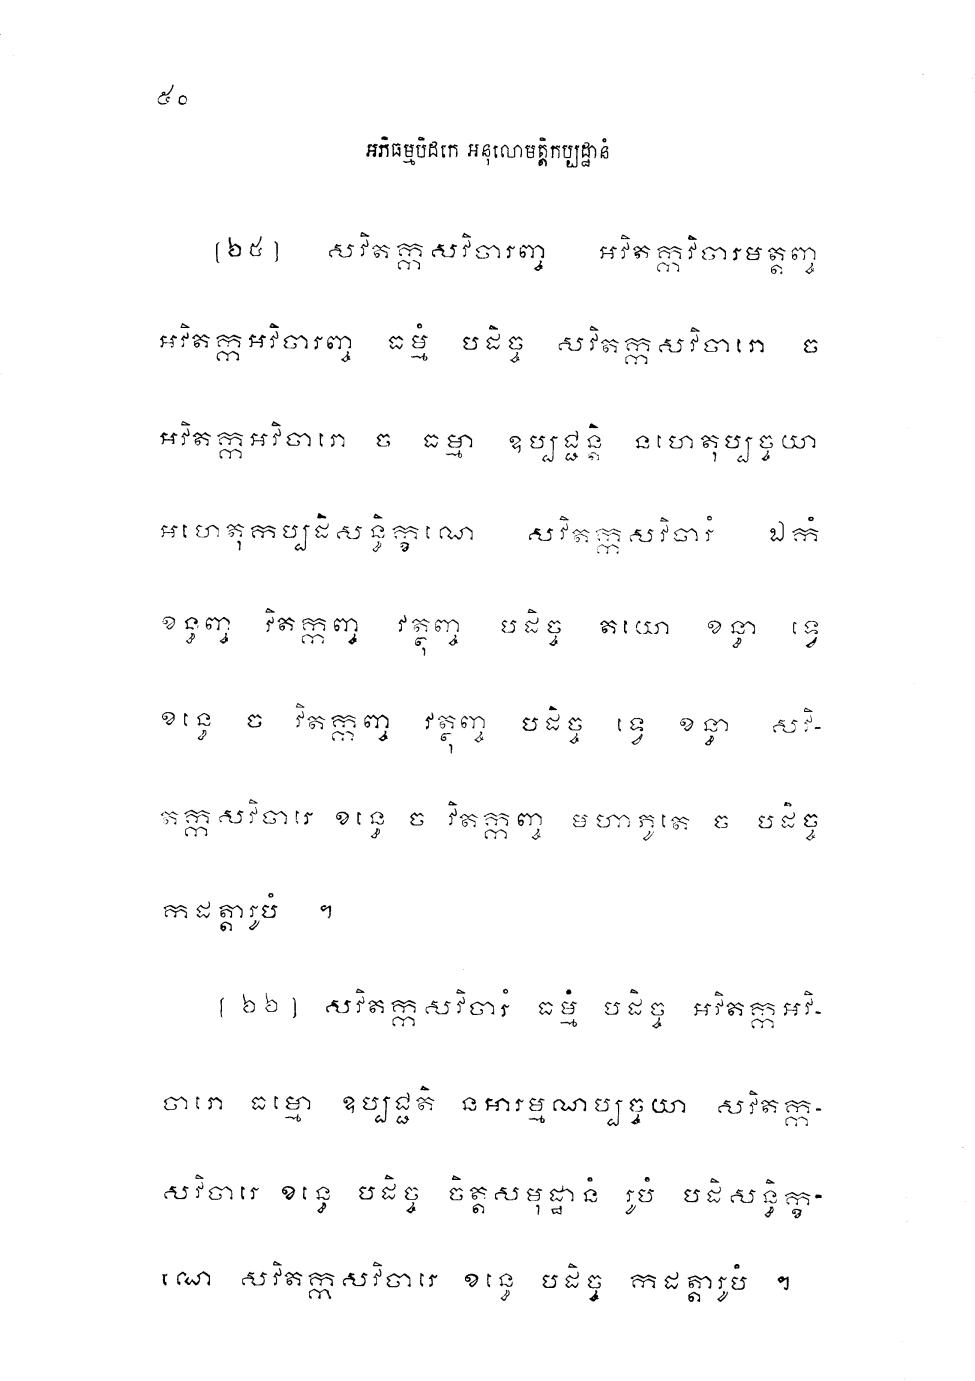 ៥០
អភិធម្មបិដកេ អនុលោមត្តិកប្បដ្ឋានំ
(៦៥) សវិតក្កសវិចារញ្ច អវិតក្កវិចារមត្តញ្ច
អវិតក្កអវិចារញ្ច ធម្មំ បដិច្ច សវិតក្កសវិចារោ ច
អវិតក្កអវិចារោ ច ធម្មា ឧប្បជ្ជន្តិ នហេតុប្បច្ចយា
អហេតុកប្បដិសន្ធិក្ខណេ សវិតក្កសវិចារំ ឯកំ
ខន្ធញ្ច វិតក្កញ្ច វត្ថុញ្ច បដិច្ច តយោ ខន្ធា ទ្វេ
ខន្ធេ ច វិតក្កញ្ច វត្ថុញ្ច បដិច្ច ទ្វេ ខន្ធា សវិ-
តក្កសវិចារេ ខន្ធេ ច វិតក្កញ្ច មហាភូតេ ច បដិច្ច
កដត្តារូបំ ។
(៦៦) សវិតក្កសវិចារំ ធម្មំ បដិច្ច អវិតក្កអវិ-
ចារោ ធម្មោ ឧប្បជ្ជតិ នអារម្មណប្បច្ចយា សវិតក្ក-
សវិចារេ ខន្ធេ បដិច្ច ចិត្តសមុដ្ឋានំ រូបំ បដិសន្ធិក្ខ-
ណេ សវិតក្កសវិចារេ ខន្ធេ បដិច្ច កដត្តារូបំ ។